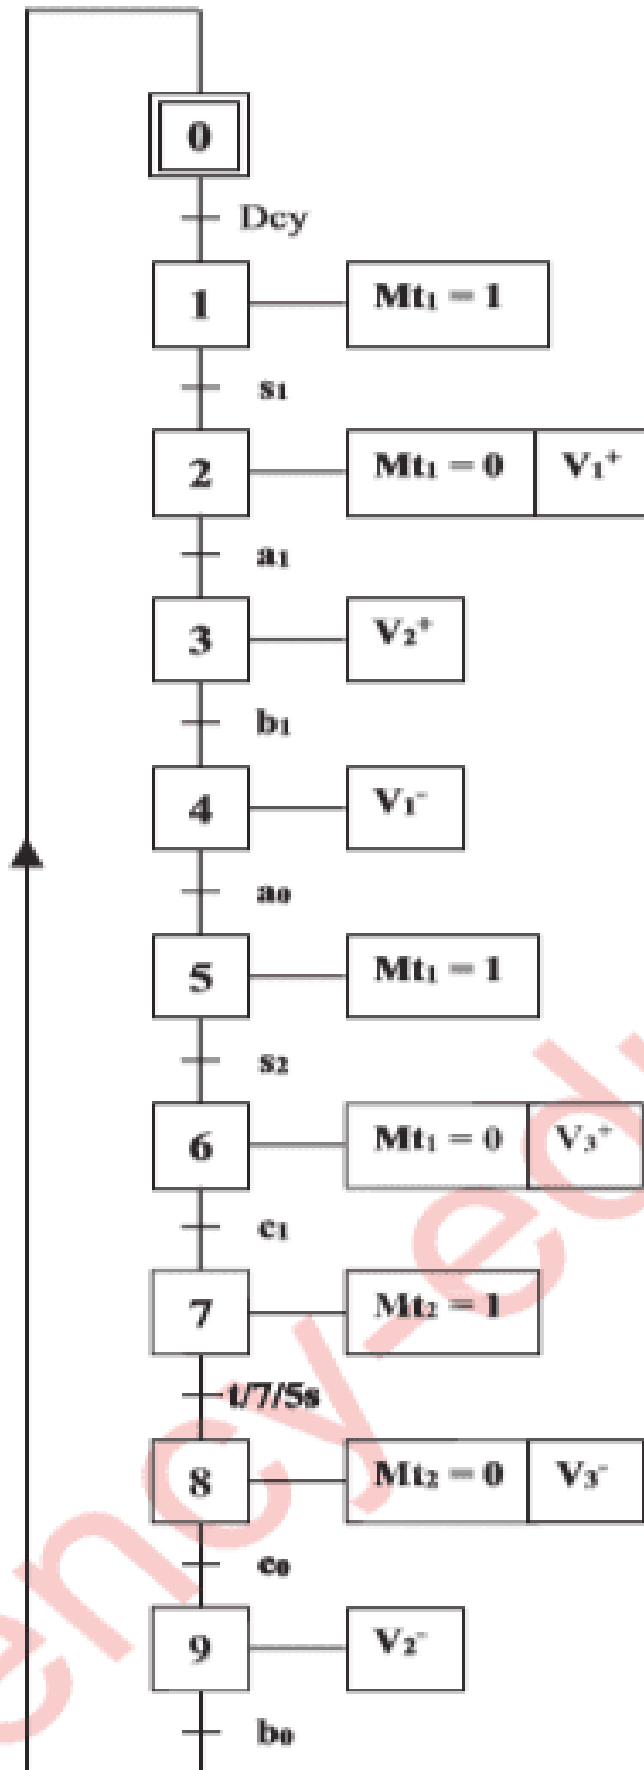 0
Dcy
1 Mt₁ = 1
s₁
2 Mt₁ = 0 V₁⁺
a₁
3 V₂⁺
b₁
4 V₁⁻
a₀
5 Mt₁ = 1
s₂
6 Mt₁ = 0 V₃⁺
c₁
7 Mt₂ = 1
t/7/5s
8 Mt₂ = 0 V₃⁻
c₀
9 V₂⁻
b₀
ency-ed